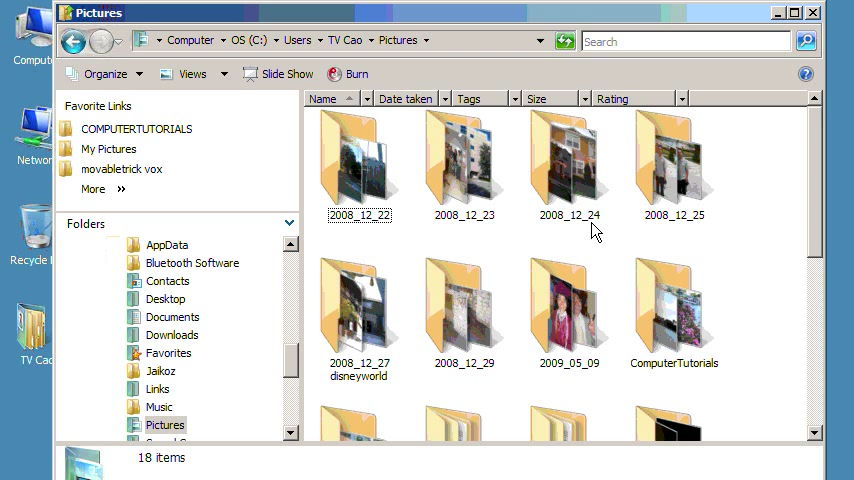 Pictures
Computer OS (C:) Users TV Cao Pictures
Search
Organize Views Slide Show Burn
Favorite Links
COMPUTERTUTORIALS
My Pictures
movabletrick vox
More »
Folders
AppData
Bluetooth Software
Contacts
Desktop
Documents
Downloads
Favorites
Jaikoz
Links
Music
Pictures
Name Date taken Tags Size Rating
2008_12_22 2008_12_23 2008_12_24 2008_12_25
2008_12_27 disneyworld 2008_12_29 2009_05_09 ComputerTutorials
18 items
Comput
Networ
Recycle
TV Cao